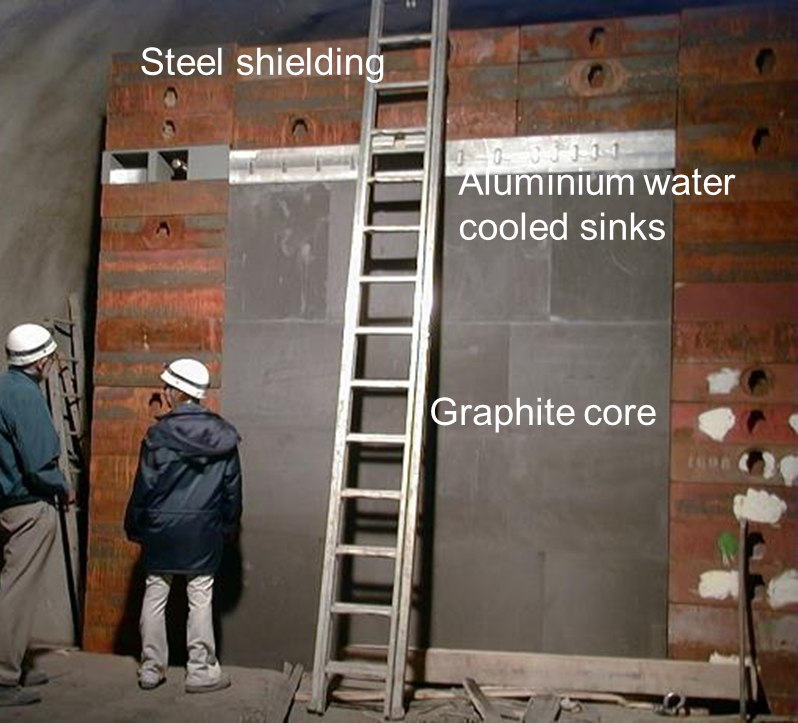 Steel shielding
Aluminium water
cooled sinks
Graphite core